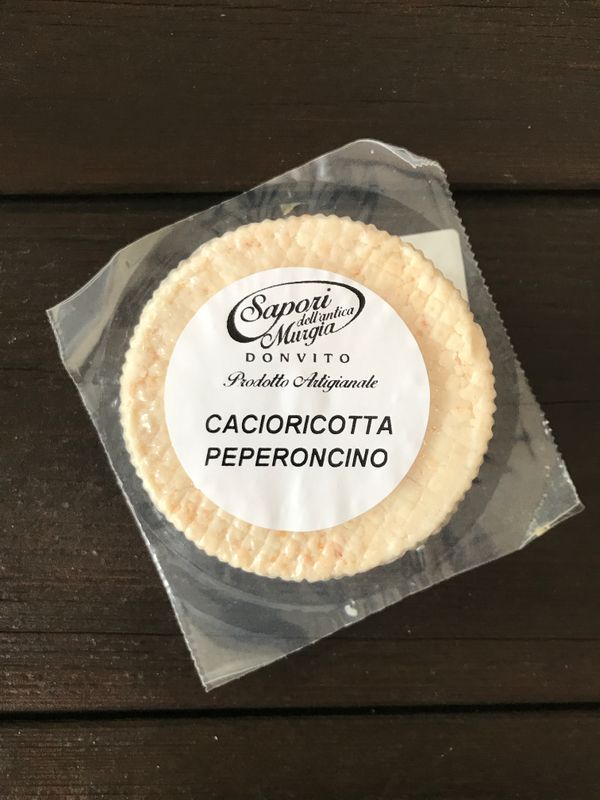 Sapori
dell'antica
Murgia
DONVITO
Prodotto Artigianale
CACIORICOTTA
PEPERONCINO